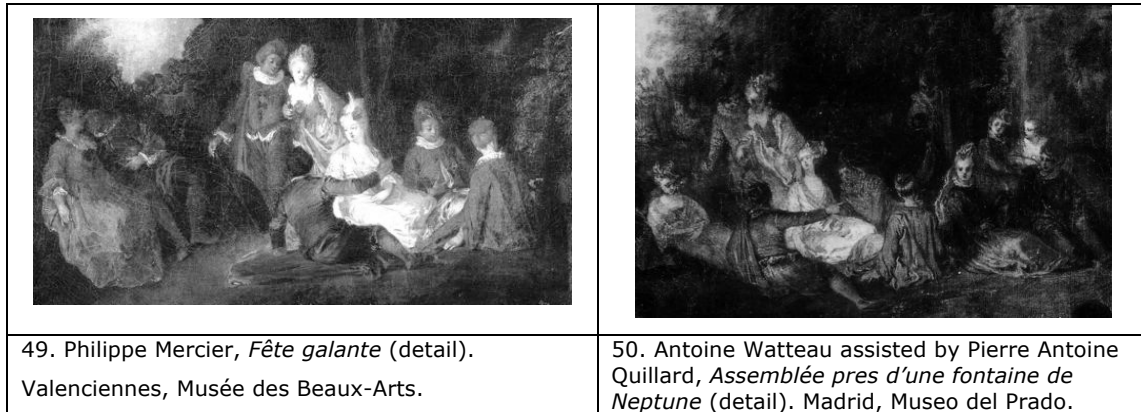 49. Philippe Mercier, Fête galante (detail).
Valenciennes, Musée des Beaux-Arts.
50. Antoine Watteau assisted by Pierre Antoine
Quillard, Assemblée pres d’une fontaine de
Neptune (detail). Madrid, Museo del Prado.